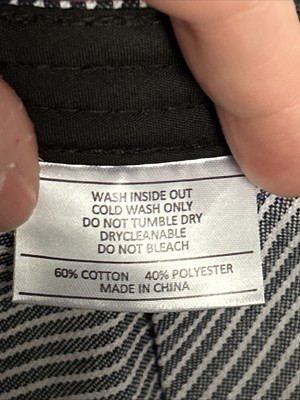 WASH INSIDE OUT
COLD WASH ONLY
DO NOT TUMBLE DRY
DRYCLEANABLE
DO NOT BLEACH
60% COTTON 40% POLYESTER
MADE IN CHINA